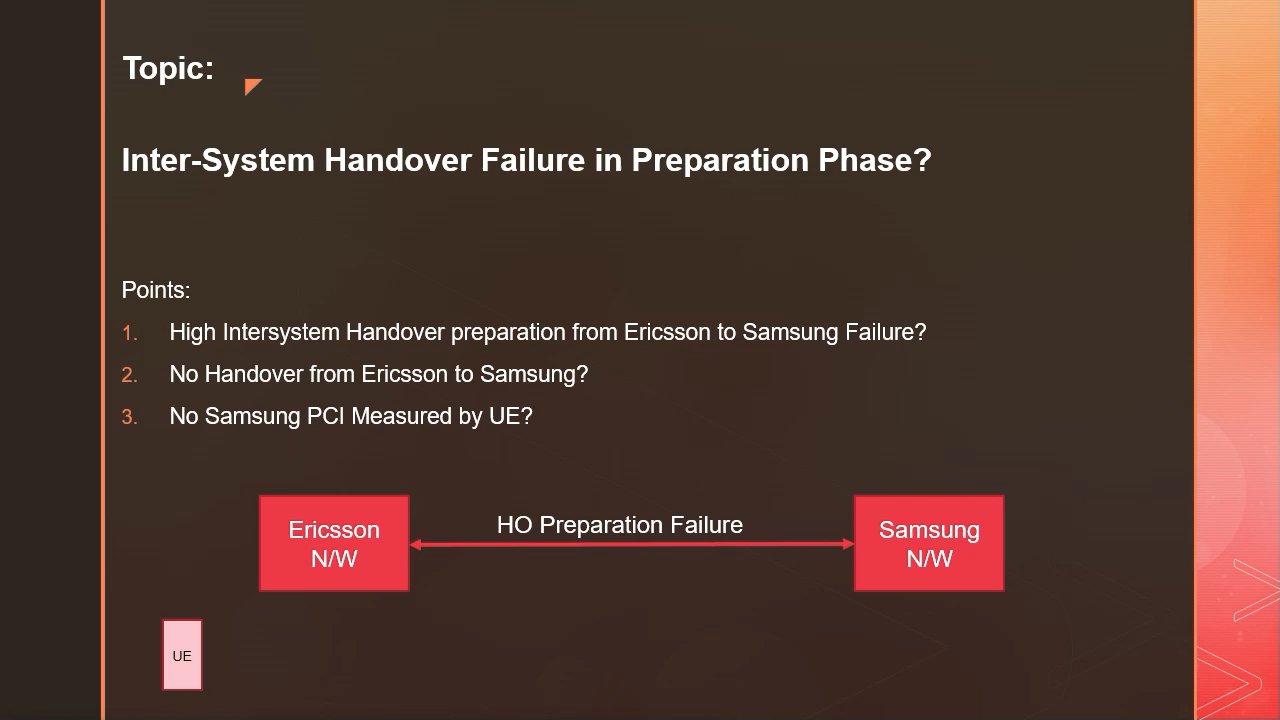 Topic:
Inter-System Handover Failure in Preparation Phase?
Points:
1. High Intersystem Handover preparation from Ericsson to Samsung Failure?
2. No Handover from Ericsson to Samsung?
3. No Samsung PCI Measured by UE?
Ericsson
N/W
HO Preparation Failure
Samsung
N/W
UE